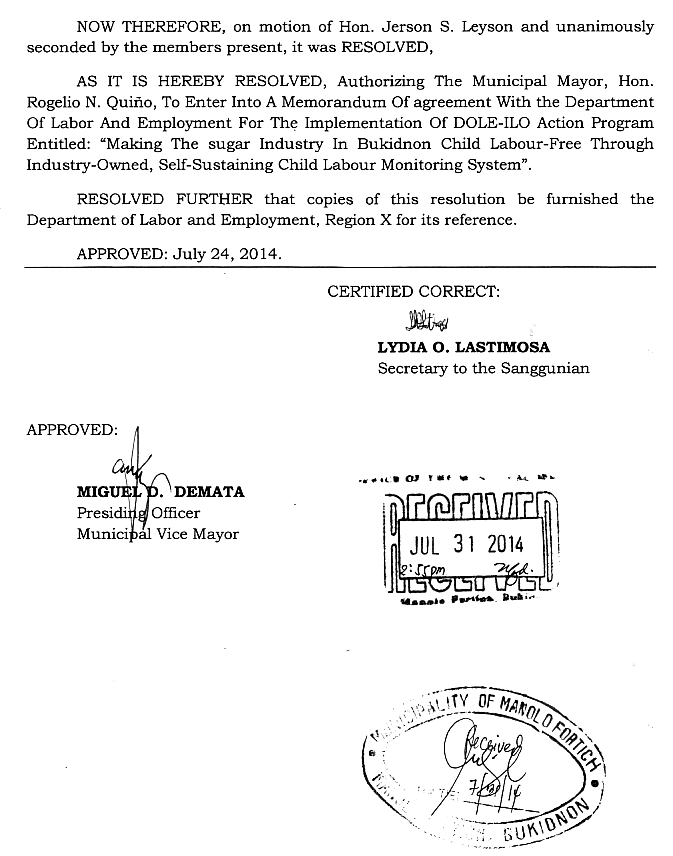 NOW THEREFORE, on motion of Hon. Jerson S. Leyson and unanimously
seconded by the members present, it was RESOLVED,
AS IT IS HEREBY RESOLVED, Authorizing The Municipal Mayor, Hon.
Rogelio N. Quiño, To Enter Into A Memorandum Of agreement With the Department
Of Labor And Employment For The Implementation Of DOLE-ILO Action Program
Entitled: “Making The sugar Industry In Bukidnon Child Labour-Free Through
Industry-Owned, Self-Sustaining Child Labour Monitoring System”.
RESOLVED FURTHER that copies of this resolution be furnished the
Department of Labor and Employment, Region X for its reference.
APPROVED: July 24, 2014.
CERTIFIED CORRECT:
LYDIA O. LASTIMOSA
Secretary to the Sanggunian
APPROVED:
MIGUEL D. DEMATA
Presiding Officer
Municipal Vice Mayor
OF THE
RECEIVED
JUL 31 2014
2:55pm
Manolo Fortich, Bukid
MUNICIPALITY OF MANOLO FORTICH
Received
BUKIDNON